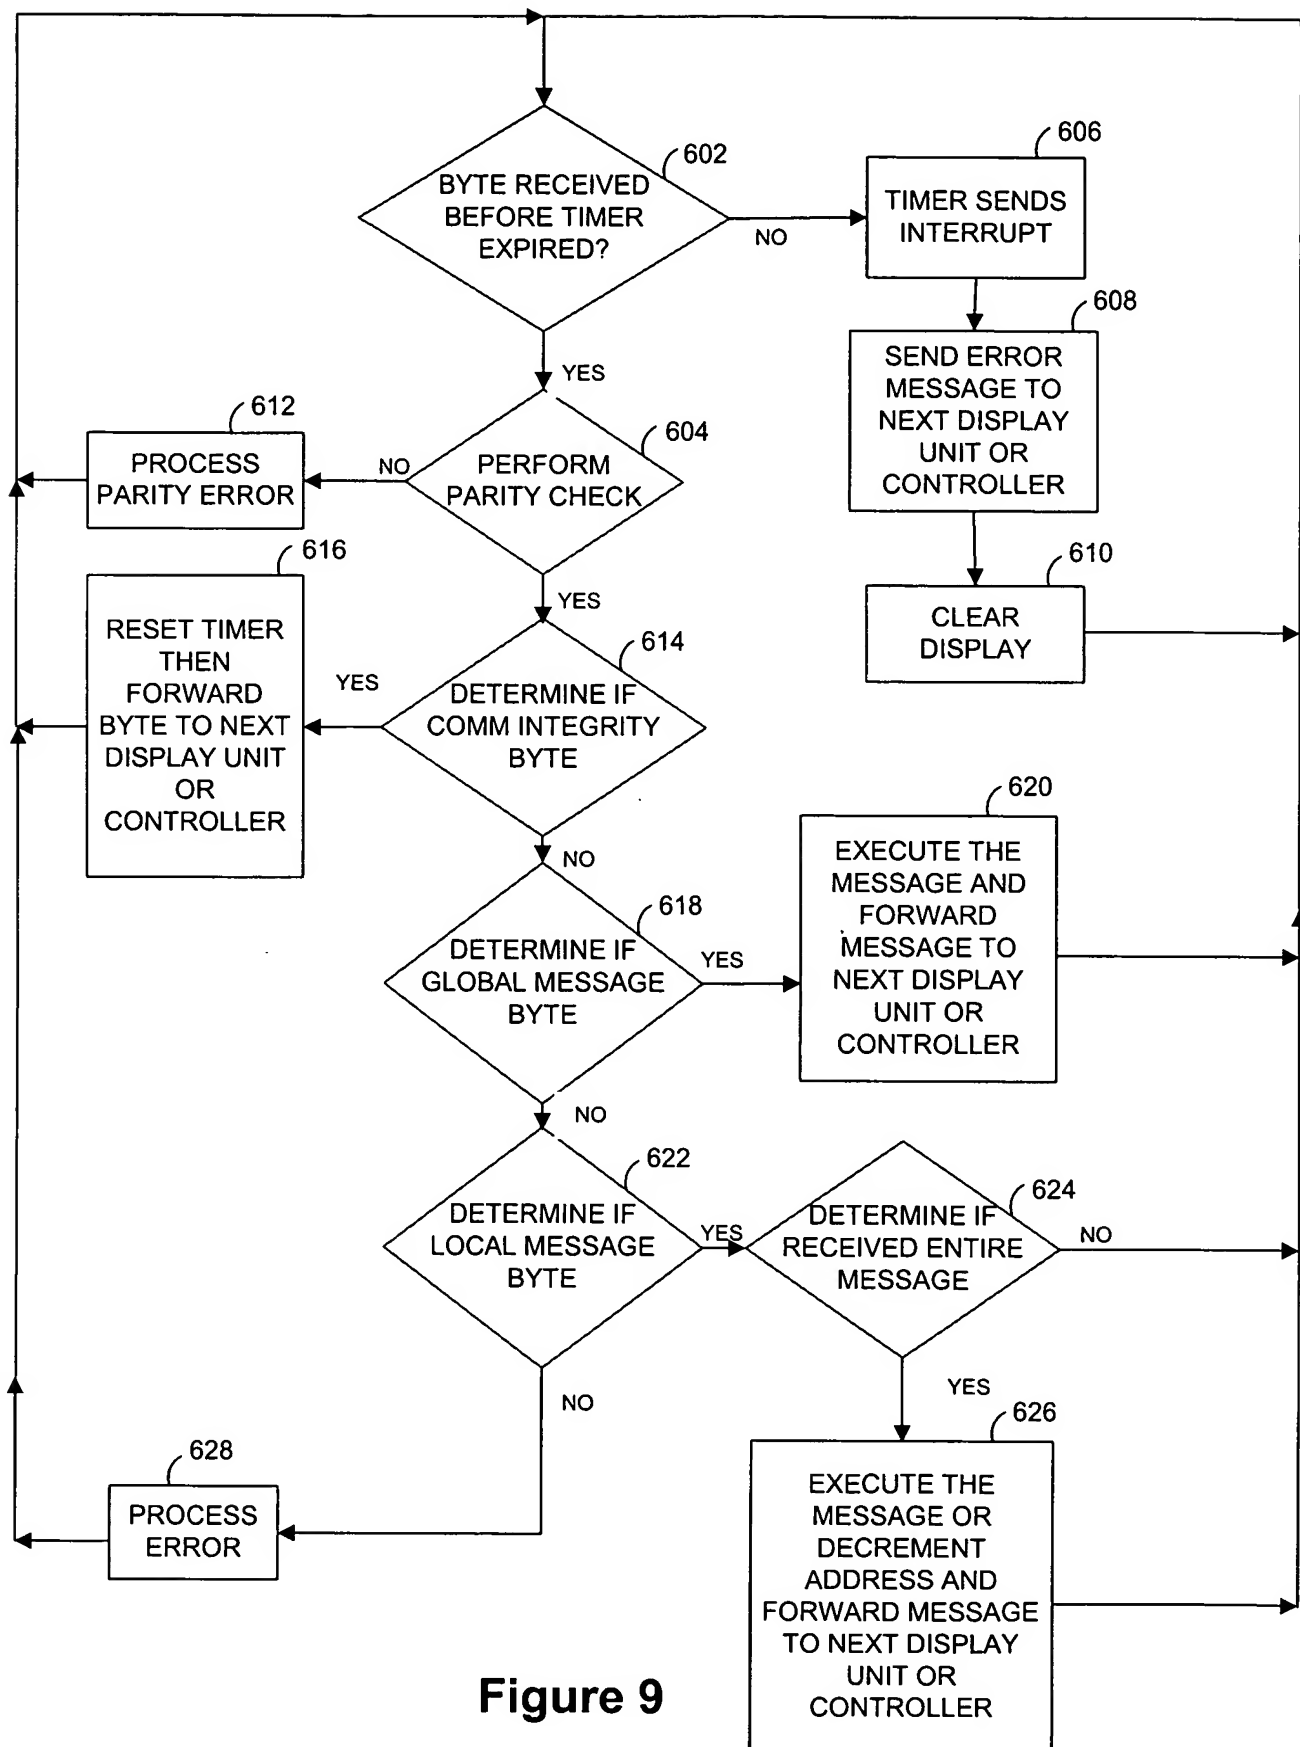 602
BYTE RECEIVED
BEFORE TIMER
EXPIRED?
NO
YES
606
TIMER SENDS
INTERRUPT
608
SEND ERROR
MESSAGE TO
NEXT DISPLAY
UNIT OR
CONTROLLER
610
CLEAR
DISPLAY
604
PERFORM
PARITY CHECK
NO
YES
612
PROCESS
PARITY ERROR
614
DETERMINE IF
COMM INTEGRITY
BYTE
YES
NO
616
RESET TIMER
THEN
FORWARD
BYTE TO NEXT
DISPLAY UNIT
OR
CONTROLLER
618
DETERMINE IF
GLOBAL MESSAGE
BYTE
YES
NO
620
EXECUTE THE
MESSAGE AND
FORWARD
MESSAGE TO
NEXT DISPLAY
UNIT OR
CONTROLLER
622
DETERMINE IF
LOCAL MESSAGE
BYTE
YES
NO
624
DETERMINE IF
RECEIVED ENTIRE
MESSAGE
NO
YES
626
EXECUTE THE
MESSAGE OR
DECREMENT
ADDRESS AND
FORWARD MESSAGE
TO NEXT DISPLAY
UNIT OR
CONTROLLER
628
PROCESS
ERROR
Figure 9